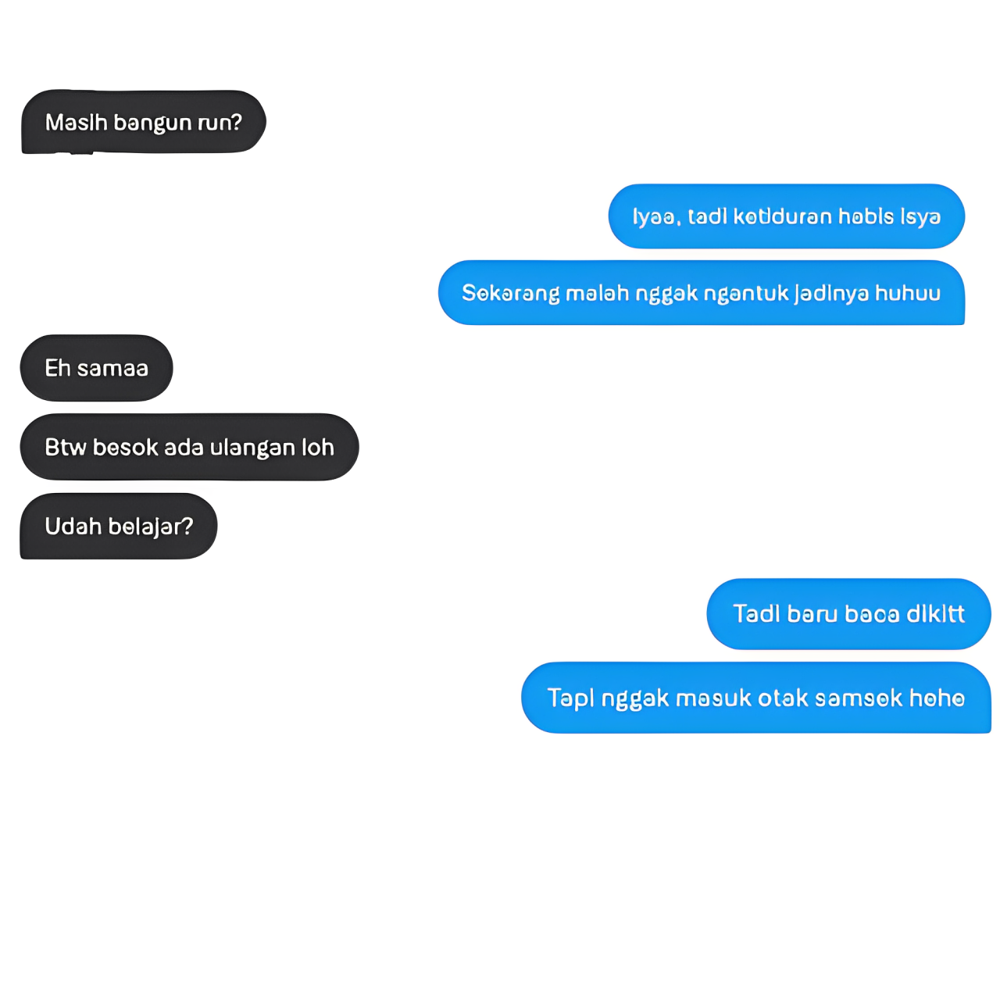 Masih bangun run?
Iyaa, tadi ketiduran habis isya
Sekarang malah nggak ngantuk jadinya huhuu
Eh samaa
Btw besok ada ulangan loh
Udah belajar?
Tadi baru baca dikitt
Tapi nggak masuk otak samsek hehe